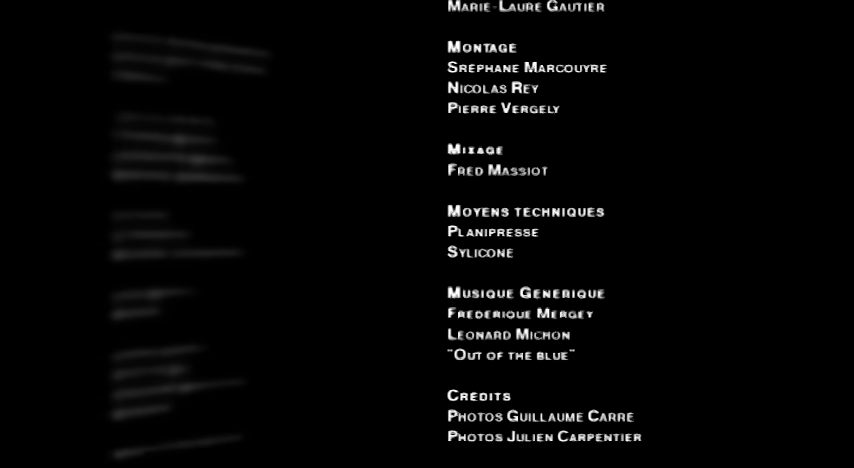 Marie-Laure Gautier
Montage
Srephane Marcouyre
Nicolas Rey
Pierre Vergely
Mixage
Fred Massiot
Moyens techniques
Planipresse
Sylicone
Musique Generique
Frederique Mergey
Leonard Michon
"Out of the blue"
Credits
Photos Guillaume Carre
Photos Julien Carpentier